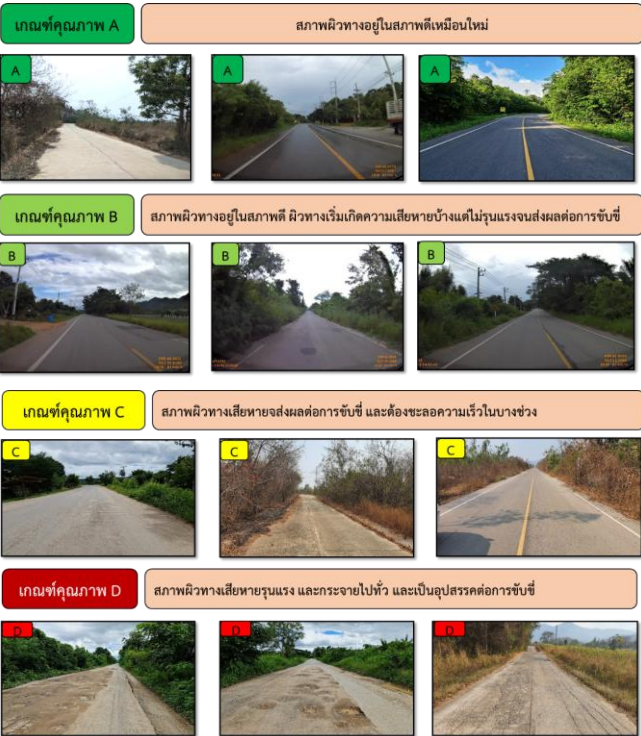 เกณฑ์คุณภาพ A
สภาพผิวทางอยู่ในสภาพดีเหมือนใหม่
A
A
A
เกณฑ์คุณภาพ B
สภาพผิวทางอยู่ในสภาพดี ผิวทางเริ่มเกิดความเสียหายบ้างแต่ไม่รุนแรงจนส่งผลต่อการขับขี่
B
B
B
เกณฑ์คุณภาพ C
สภาพผิวทางเสียหายจส่งผลต่อการขับขี่ และต้องชะลอความเร็วในบางช่วง
C
C
C
เกณฑ์คุณภาพ D
สภาพผิวทางเสียหายรุนแรง และกระจายไปทั่ว และเป็นอุปสรรคต่อการขับขี่
D
D
D